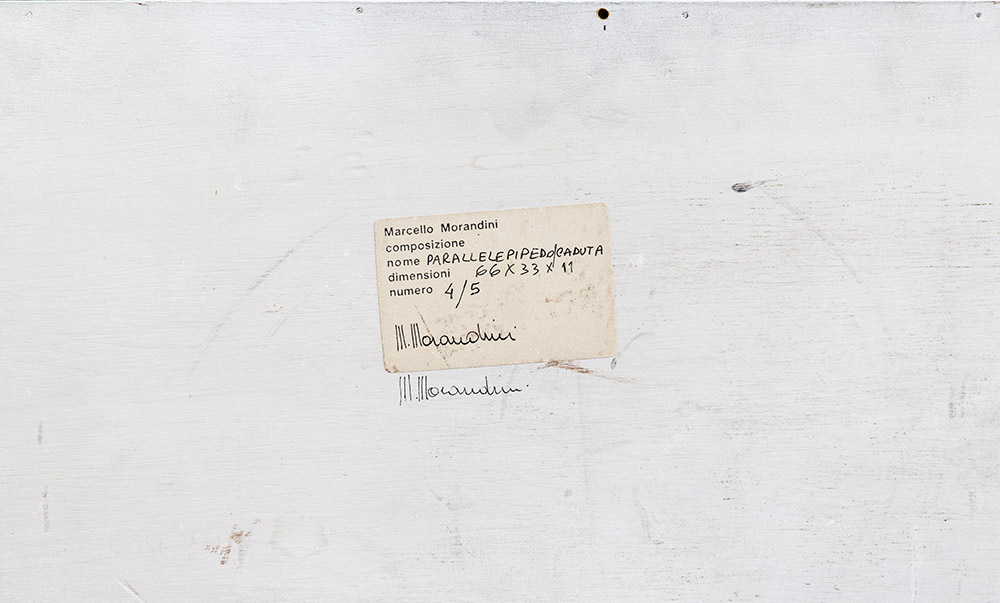 Marcello Morandini
composizione
nome PARALLELEPIPEDO/CADUTA
dimensioni 66 X 33 X 11
numero 4/5
M. Morandini
M. Morandini